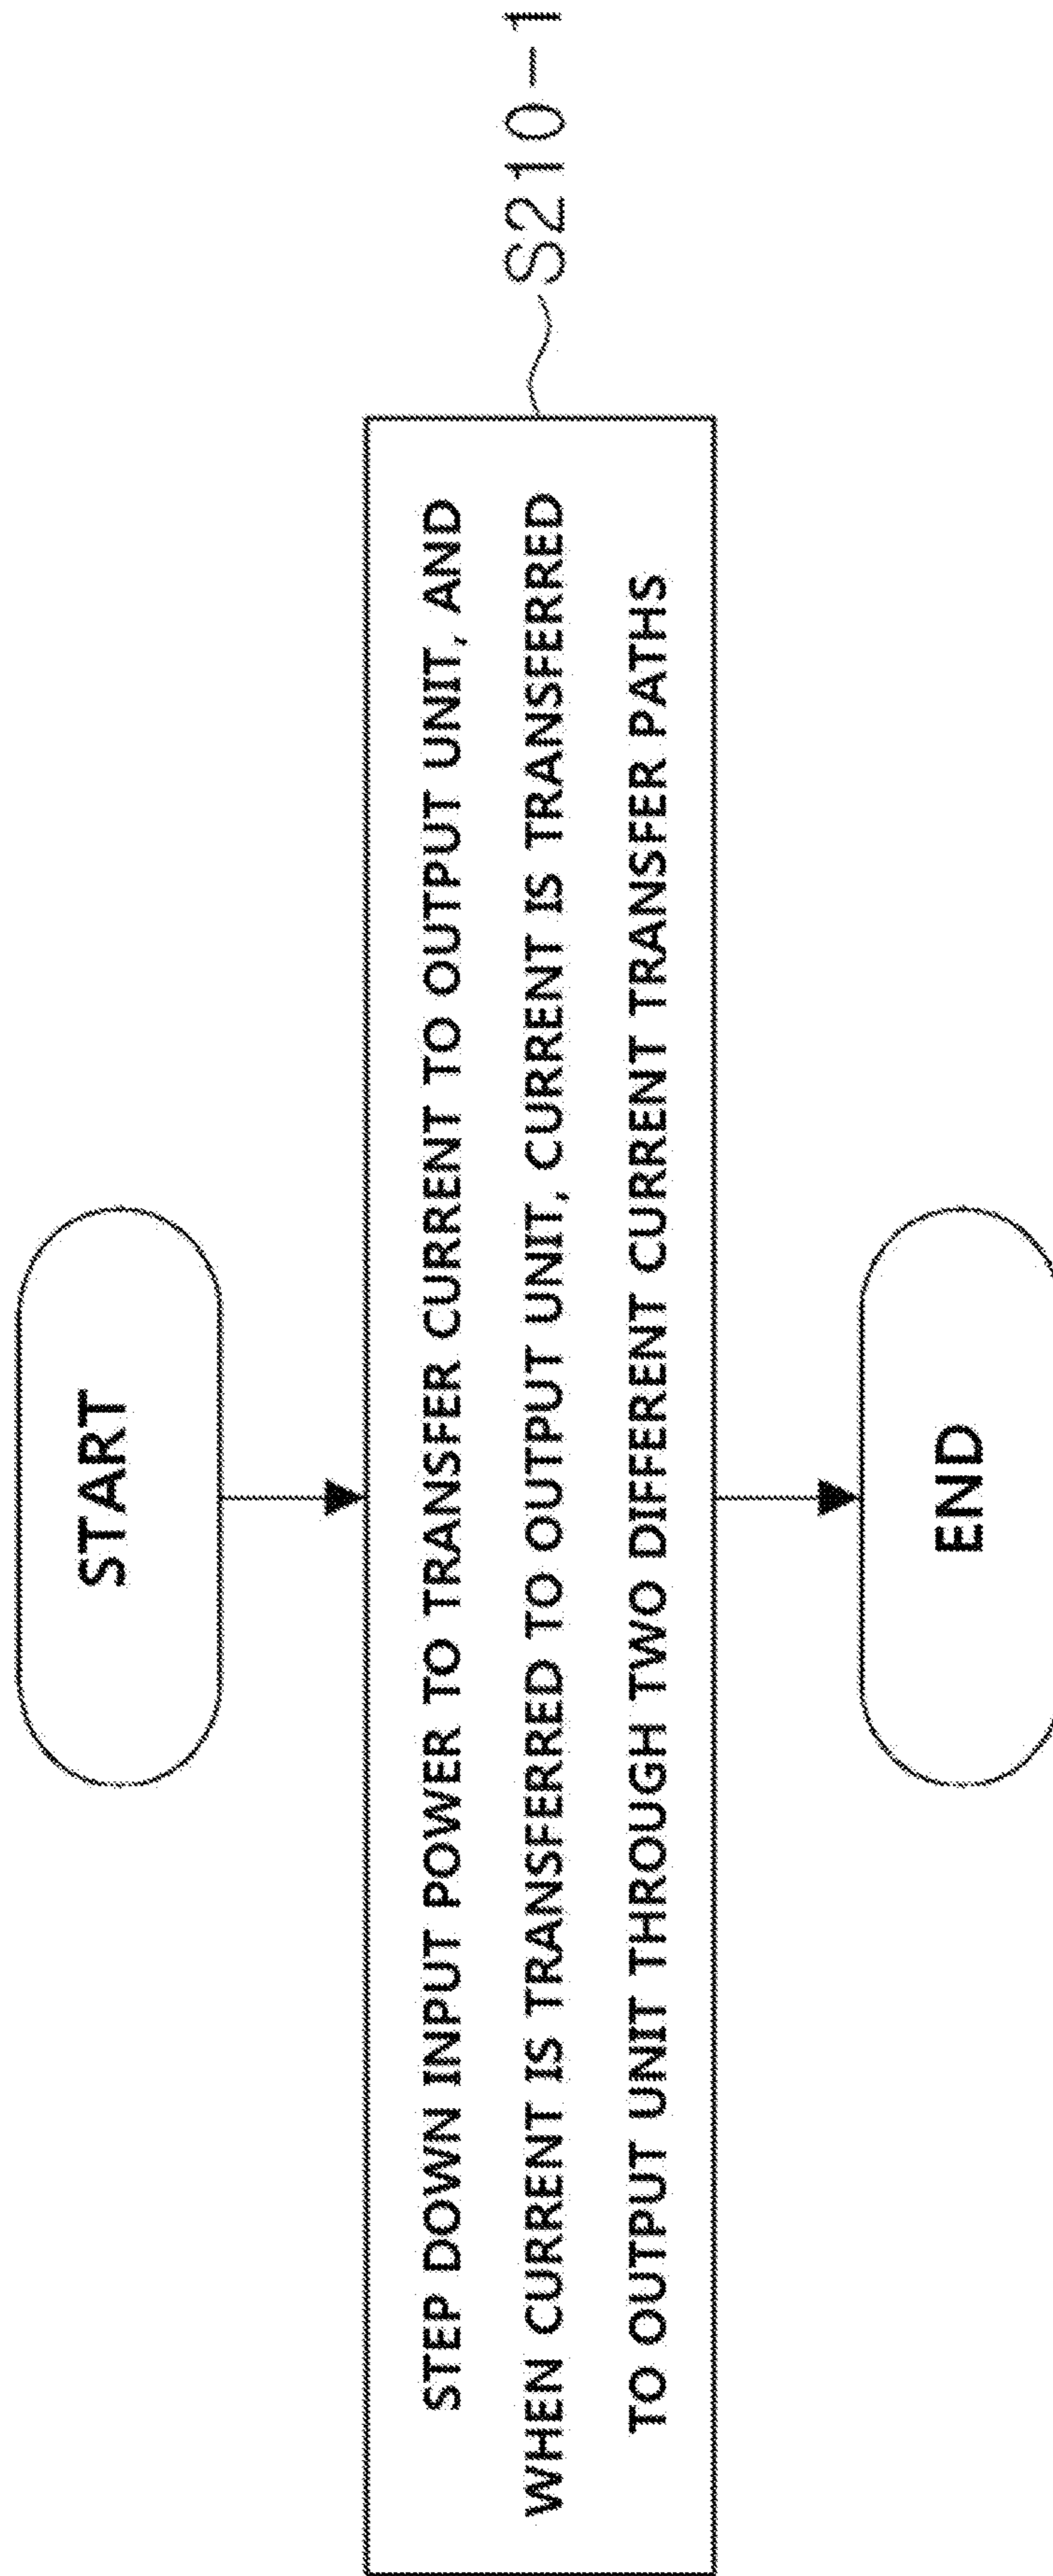 START
STEP DOWN INPUT POWER TO TRANSFER CURRENT TO OUTPUT UNIT, AND
WHEN CURRENT IS TRANSFERRED TO OUTPUT UNIT, CURRENT IS TRANSFERRED
TO OUTPUT UNIT THROUGH TWO DIFFERENT CURRENT TRANSFER PATHS
S210-1
END